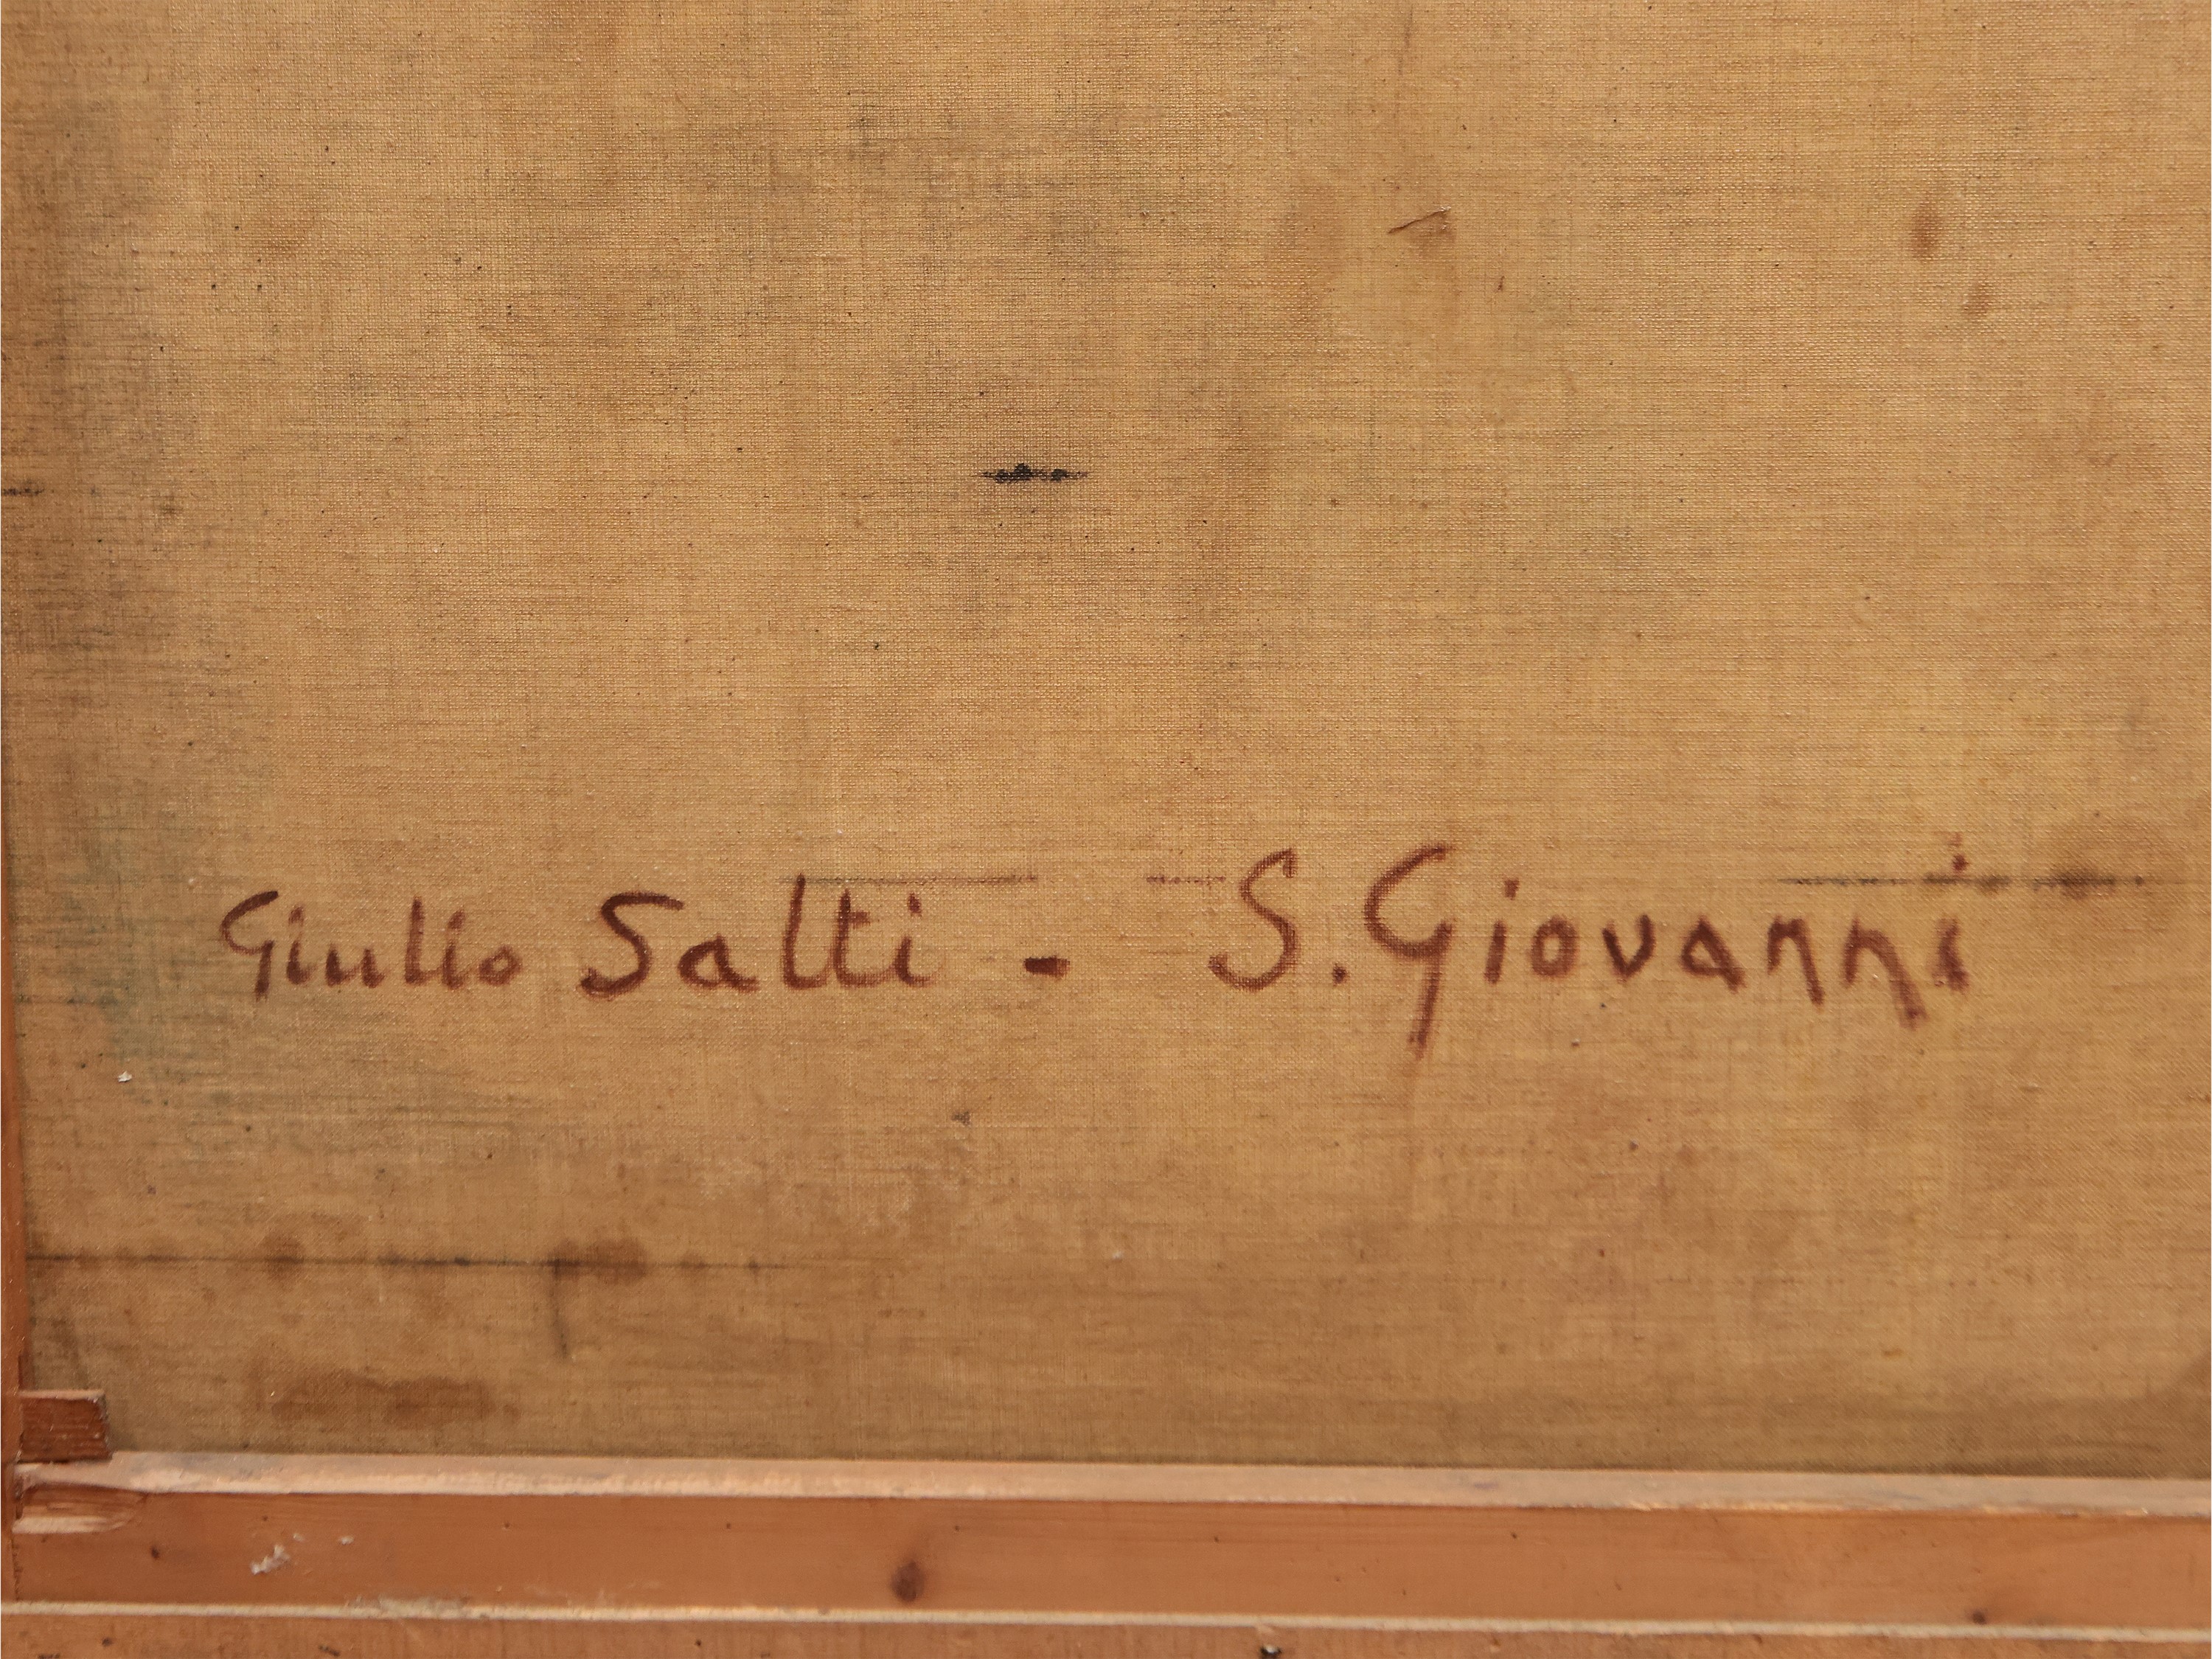 Giulio Salti - S. Giovanni